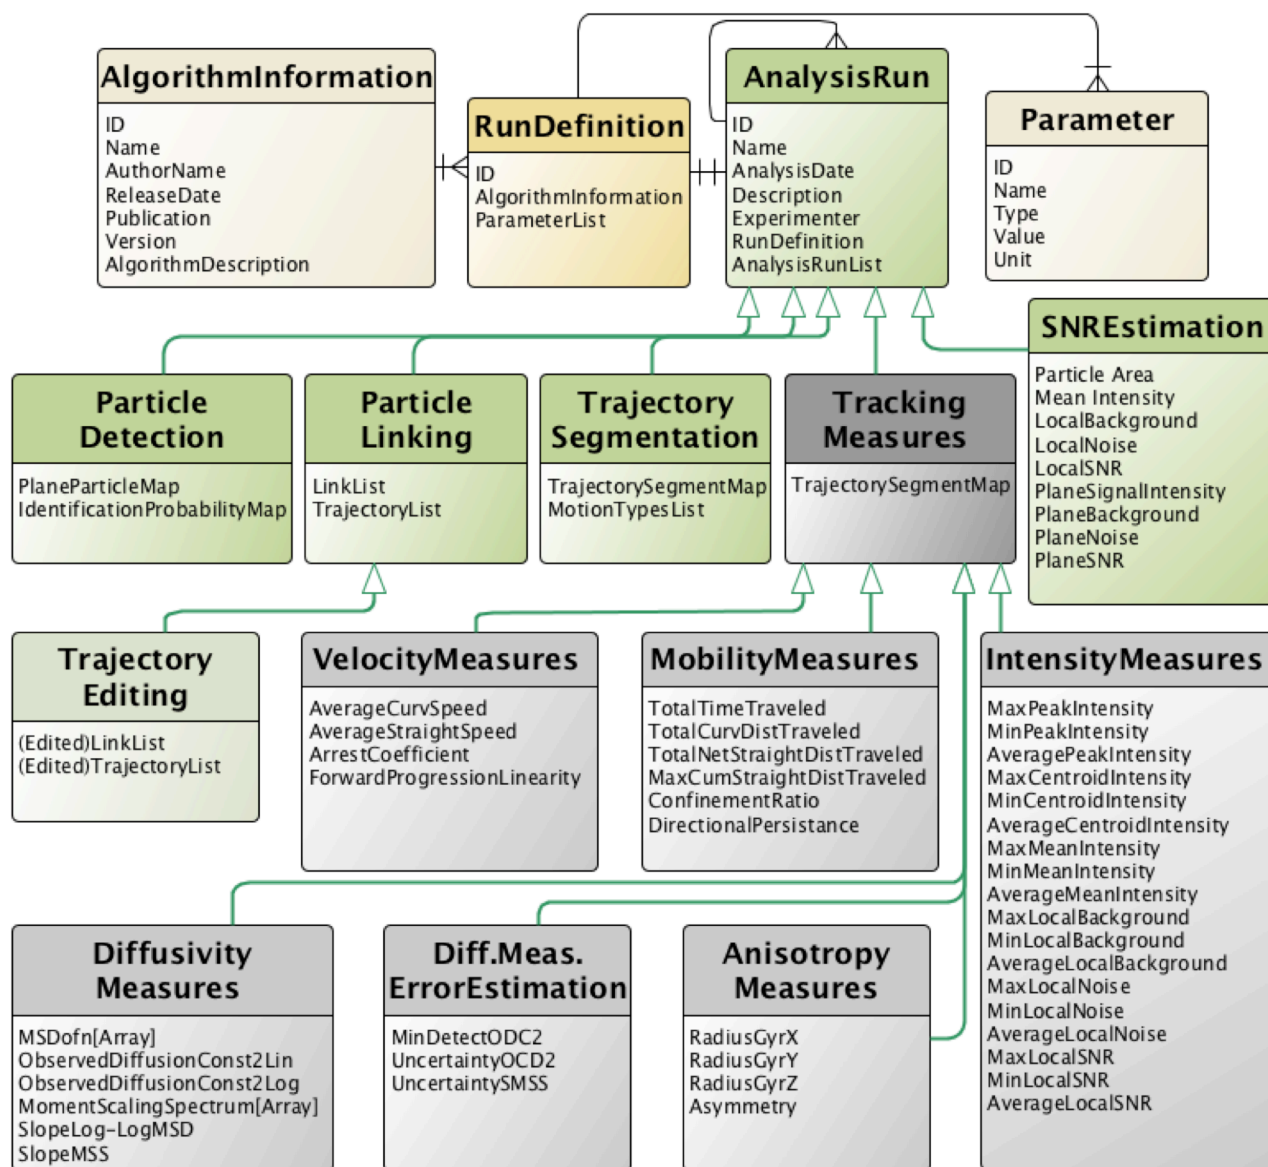 AlgorithmInformation
ID
Name
AuthorName
ReleaseDate
Publication
Version
AlgorithmDescription
RunDefinition
ID
AlgorithmInformation
ParameterList
AnalysisRun
ID
Name
AnalysisDate
Description
Experimenter
RunDefinition
AnalysisRunList
Parameter
ID
Name
Type
Value
Unit
SNREstimation
Particle Area
Mean Intensity
LocalBackground
LocalNoise
LocalSNR
PlaneSignalIntensity
PlaneBackground
PlaneNoise
PlaneSNR
Particle
Detection
PlaneParticleMap
IdentificationProbabilityMap
Particle
Linking
LinkList
TrajectoryList
Trajectory
Segmentation
TrajectorySegmentMap
MotionTypesList
Tracking
Measures
TrajectorySegmentMap
Trajectory
Editing
(Edited)LinkList
(Edited)TrajectoryList
VelocityMeasures
AverageCurvSpeed
AverageStraightSpeed
ArrestCoefficient
ForwardProgressionLinearity
MobilityMeasures
TotalTimeTraveled
TotalCurvDistTraveled
TotalNetStraightDistTraveled
MaxCumStraightDistTraveled
ConfinementRatio
DirectionalPersistance
IntensityMeasures
MaxPeakIntensity
MinPeakIntensity
AveragePeakIntensity
MaxCentroidIntensity
MinCentroidIntensity
AverageCentroidIntensity
MaxMeanIntensity
MinMeanIntensity
AverageMeanIntensity
MaxLocalBackground
MinLocalBackground
AverageLocalBackground
MaxLocalNoise
MinLocalNoise
AverageLocalNoise
MaxLocalSNR
MinLocalSNR
AverageLocalSNR
Diffusivity
Measures
MSDofn[Array]
ObservedDiffusionConst2Lin
ObservedDiffusionConst2Log
MomentScalingSpectrum[Array]
SlopeLog-LogMSD
SlopeMSS
Diff.Meas.
ErrorEstimation
MinDetectODC2
UncertaintyOCD2
UncertaintySMSS
Anisotropy
Measures
RadiusGyrX
RadiusGyrY
RadiusGyrZ
Asymmetry